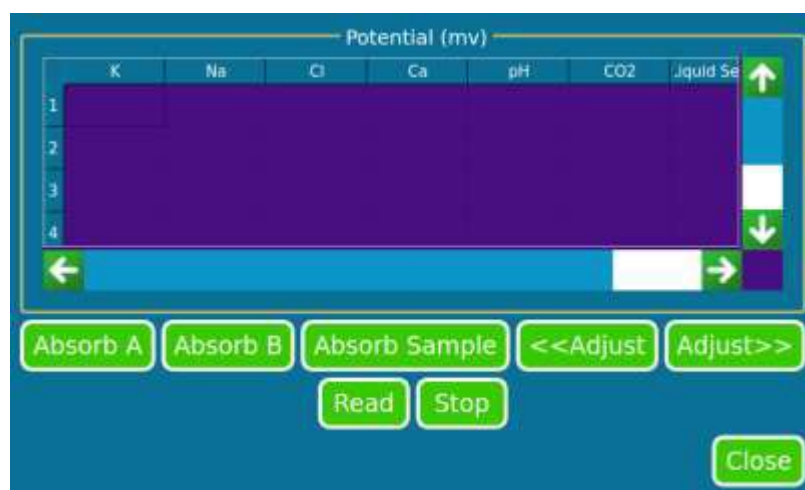 Potential (mv)
K Na Cl Ca pH CO2 Liquid Se
1
2
3
4
Absorb A Absorb B Absorb Sample <<Adjust Adjust>>
Read Stop
Close